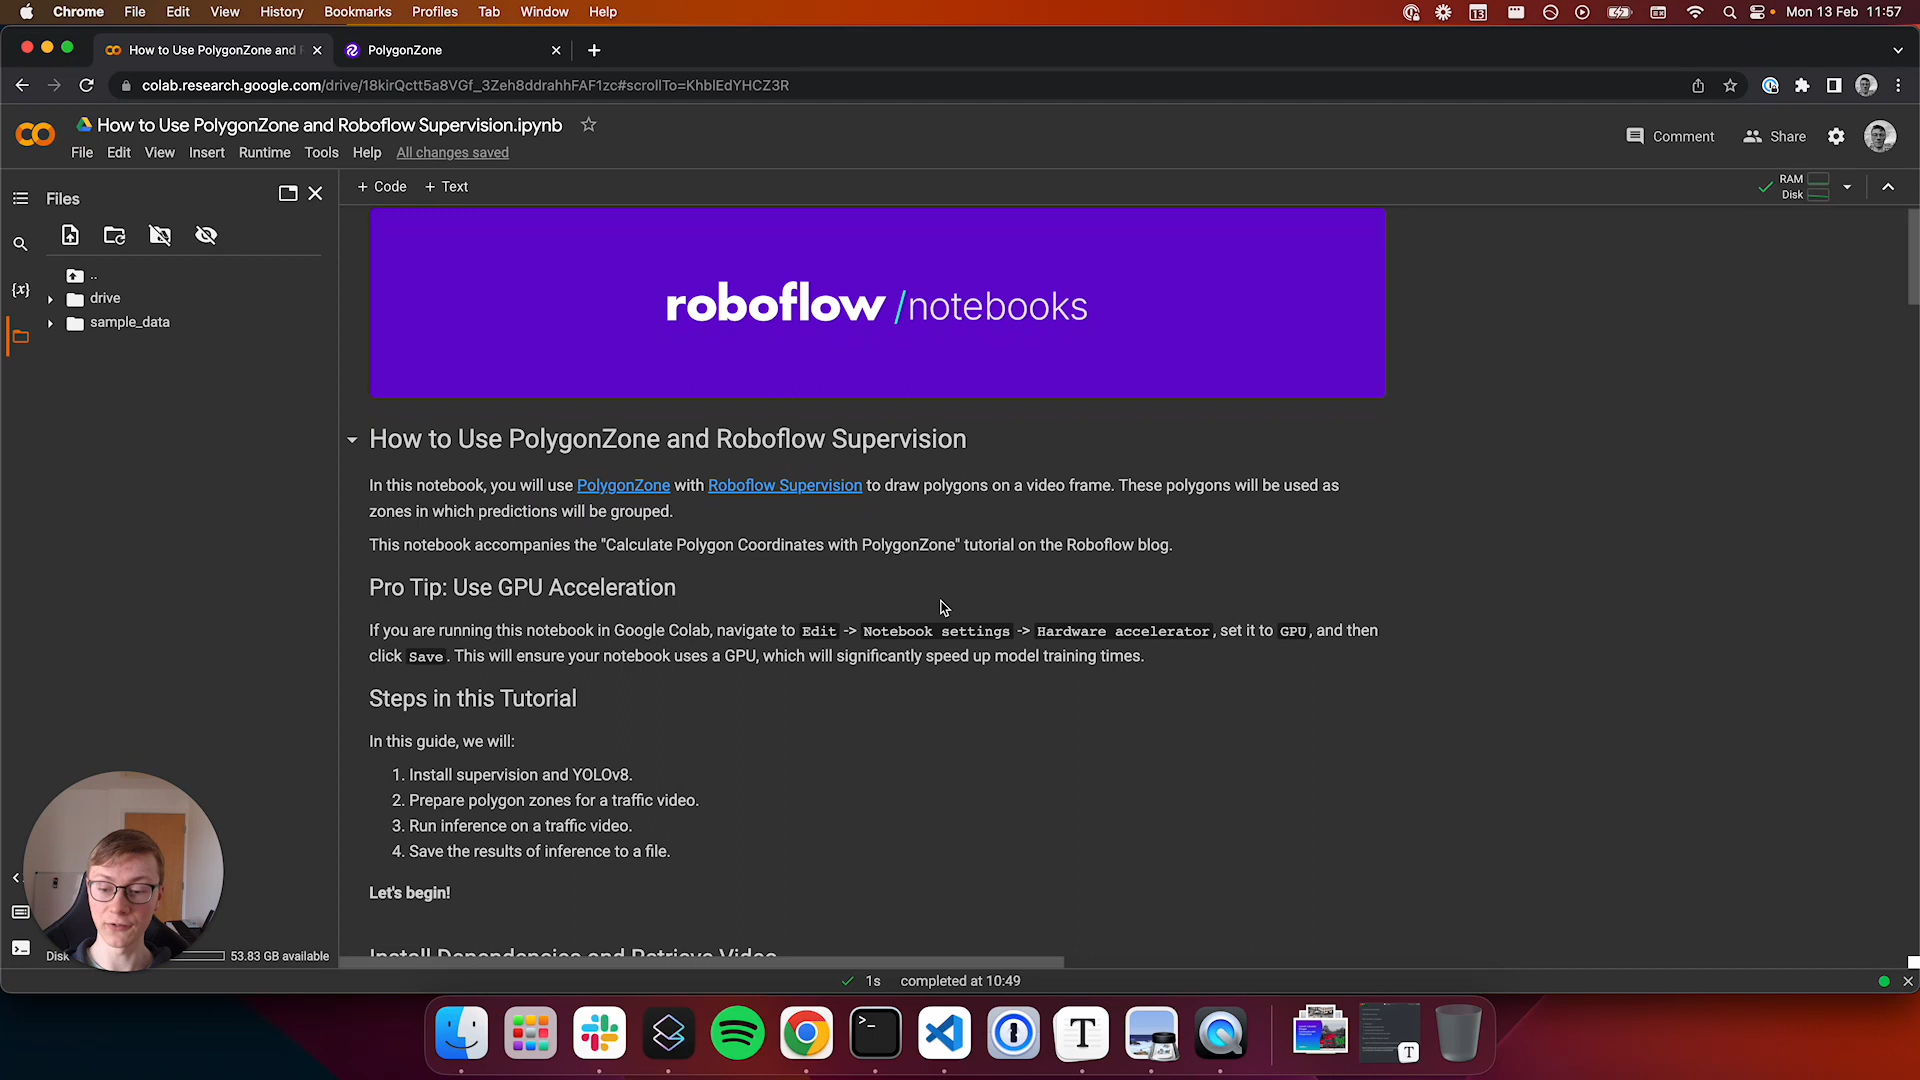 Chrome File Edit View History Bookmarks Profiles Tab Window Help
13
Mon 13 Feb 11:57
How to Use PolygonZone and
PolygonZone
colab.research.google.com/drive/18kirQctt5a8VGf_3Zeh8ddrahhFAF1zc#scrollTo=KhblEdYHCZ3R
How to Use PolygonZone and Roboflow Supervision.ipynb
Comment
Share
File Edit View Insert Runtime Tools Help All changes saved
Files
+ Code + Text
RAM
Disk
{x}
..
drive
sample_data
roboflow /notebooks
How to Use PolygonZone and Roboflow Supervision
In this notebook, you will use PolygonZone with Roboflow Supervision to draw polygons on a video frame. These polygons will be used as
zones in which predictions will be grouped.
This notebook accompanies the "Calculate Polygon Coordinates with PolygonZone" tutorial on the Roboflow blog.
Pro Tip: Use GPU Acceleration
If you are running this notebook in Google Colab, navigate to Edit -> Notebook settings -> Hardware accelerator, set it to GPU, and then
click Save. This will ensure your notebook uses a GPU, which will significantly speed up model training times.
Steps in this Tutorial
In this guide, we will:
1. Install supervision and YOLOv8.
2. Prepare polygon zones for a traffic video.
3. Run inference on a traffic video.
4. Save the results of inference to a file.
Let's begin!
Install Dependencies and Retrieve Video
Disk
53.83 GB available
1s completed at 10:49
T
T